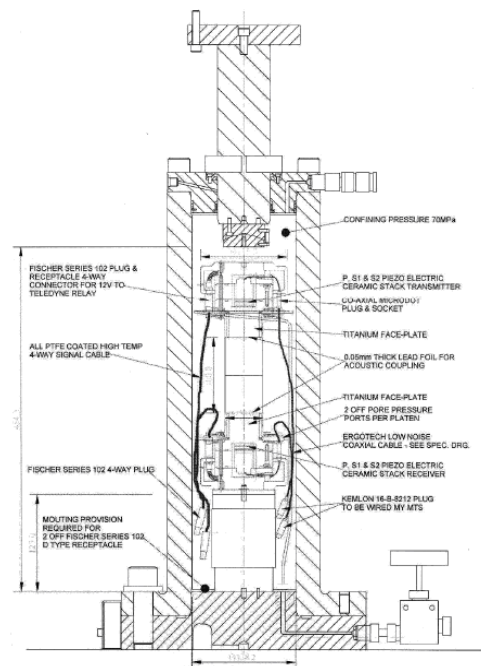 CONFINING PRESSURE 70MPa
FISCHER SERIES 102 PLUG &
RECEPTACLE 4-WAY
CONNECTOR FOR 12V TO
TELEDYNE RELAY
P, S1 & S2 PIEZO ELECTRIC
CERAMIC STACK TRANSMITTER
CO-AXIAL MICRODOT
PLUG & SOCKET
TITANIUM FACE-PLATE
ALL PTFE COATED HIGH TEMP
4-WAY SIGNAL CABLE
0.05mm THICK LEAD FOIL FOR
ACOUSTIC COUPLING
TITANIUM FACE-PLATE
2 OFF PORE PRESSURE
PORTS PER PLATEN
ERGOTECH LOW NOISE
COAXIAL CABLE - SEE SPEC. DRG.
FISCHER SERIES 102 4-WAY PLUG
P, S1 & S2 PIEZO ELECTRIC
CERAMIC STACK RECEIVER
KEMLON 16-B-8212 PLUG
TO BE WIRED MY MTS
MOUTING PROVISION
REQUIRED FOR
2 OFF FISCHER SERIES 102
D TYPE RECEPTACLE